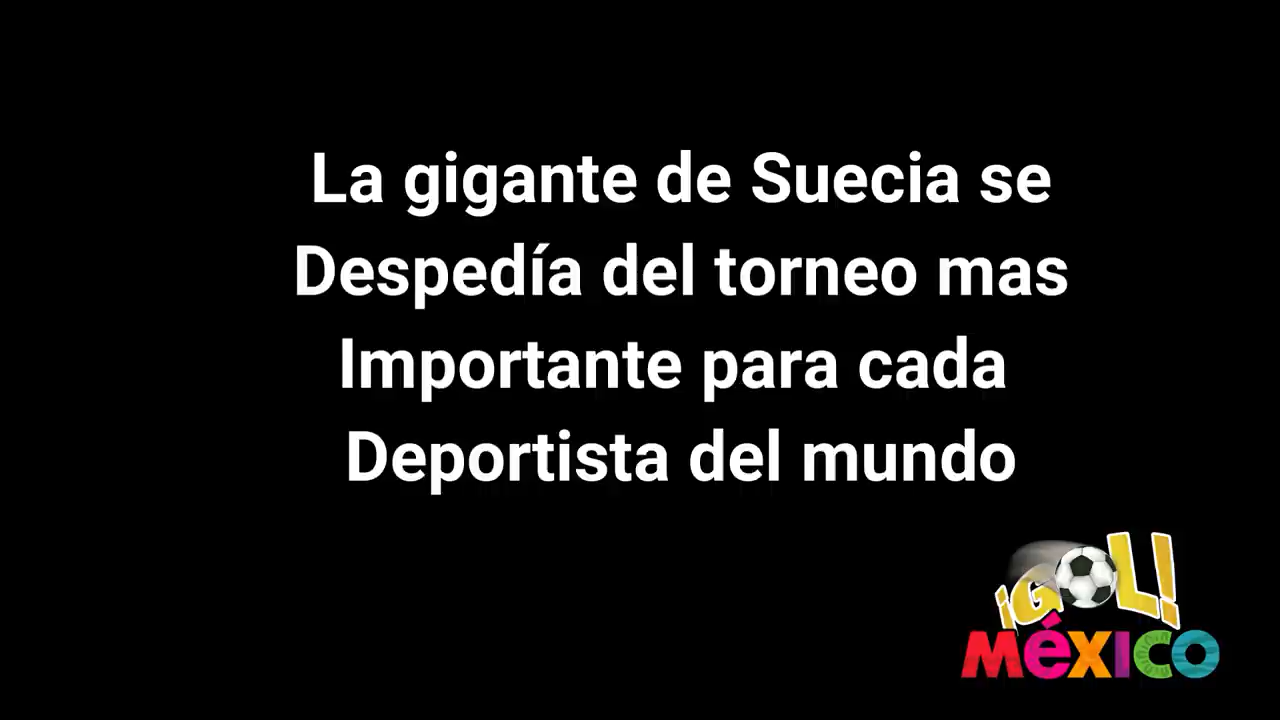 La gigante de Suecia se
Despedía del torneo mas
Importante para cada
Deportista del mundo
¡GOL!
MéXICO